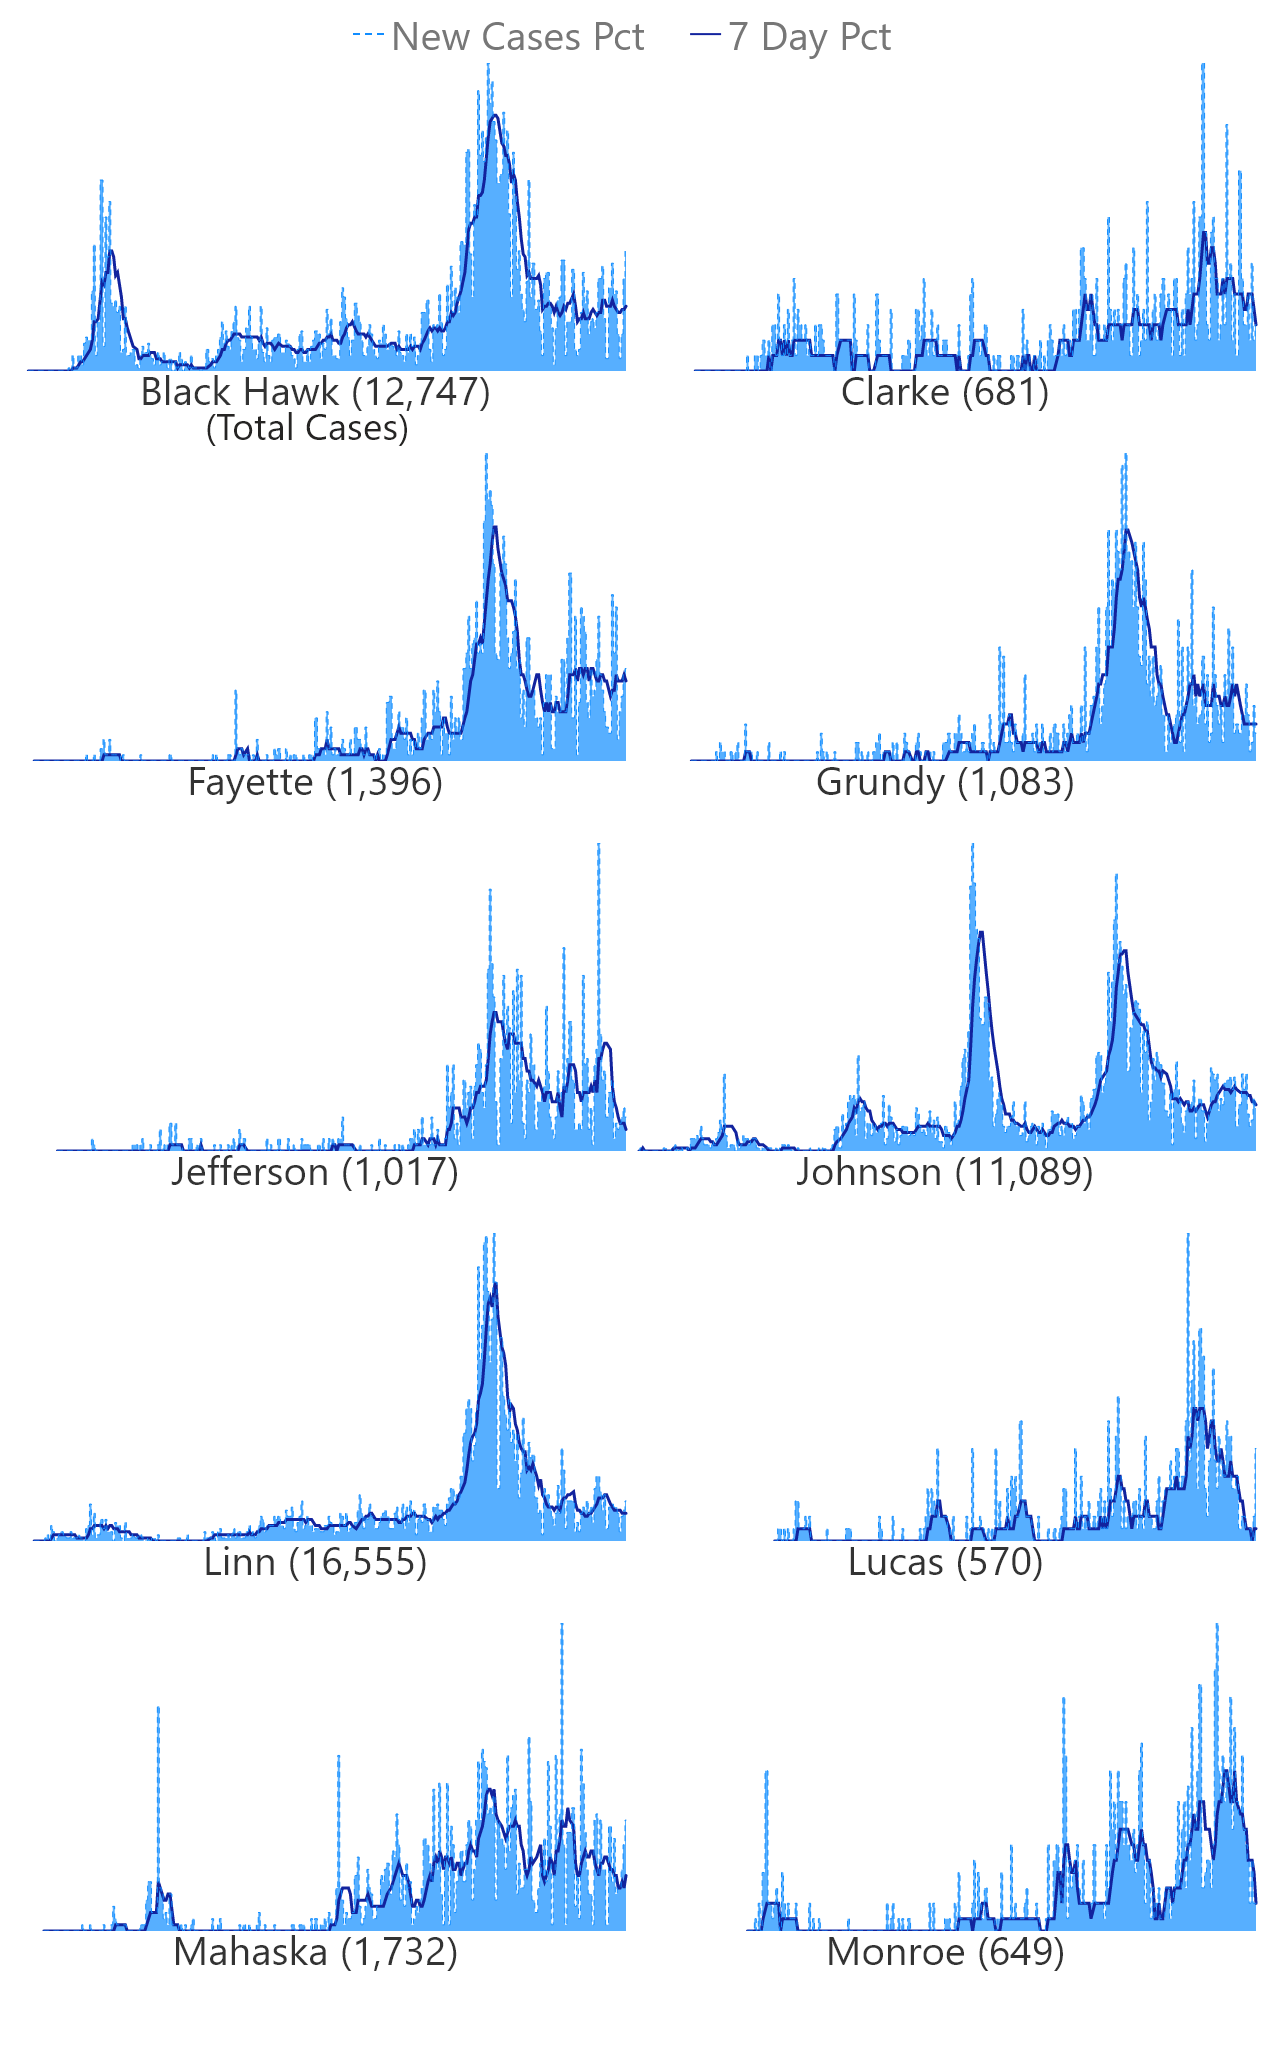 New Cases Pct 7 Day Pct
Black Hawk (12,747)
(Total Cases)
Clarke (681)
Fayette (1,396)
Grundy (1,083)
Jefferson (1,017)
Johnson (11,089)
Linn (16,555)
Lucas (570)
Mahaska (1,732)
Monroe (649)